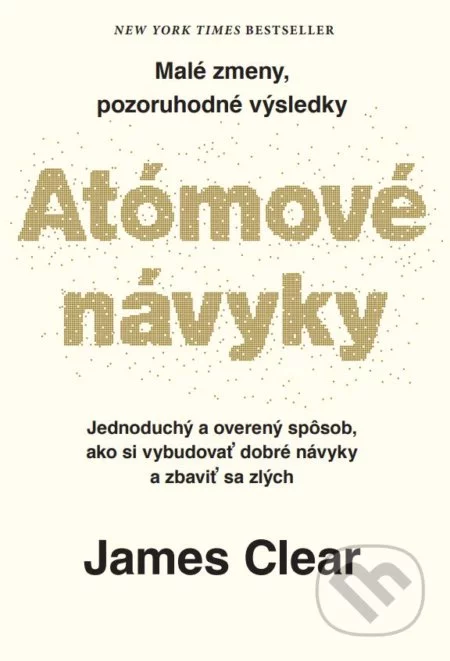 NEW YORK TIMES BESTSELLER
Malé zmeny,
pozoruhodné výsledky
Atómové
návyky
Jednoduchý a overený spôsob,
ako si vybudovať dobré návyky
a zbaviť sa zlých
James Clear
M